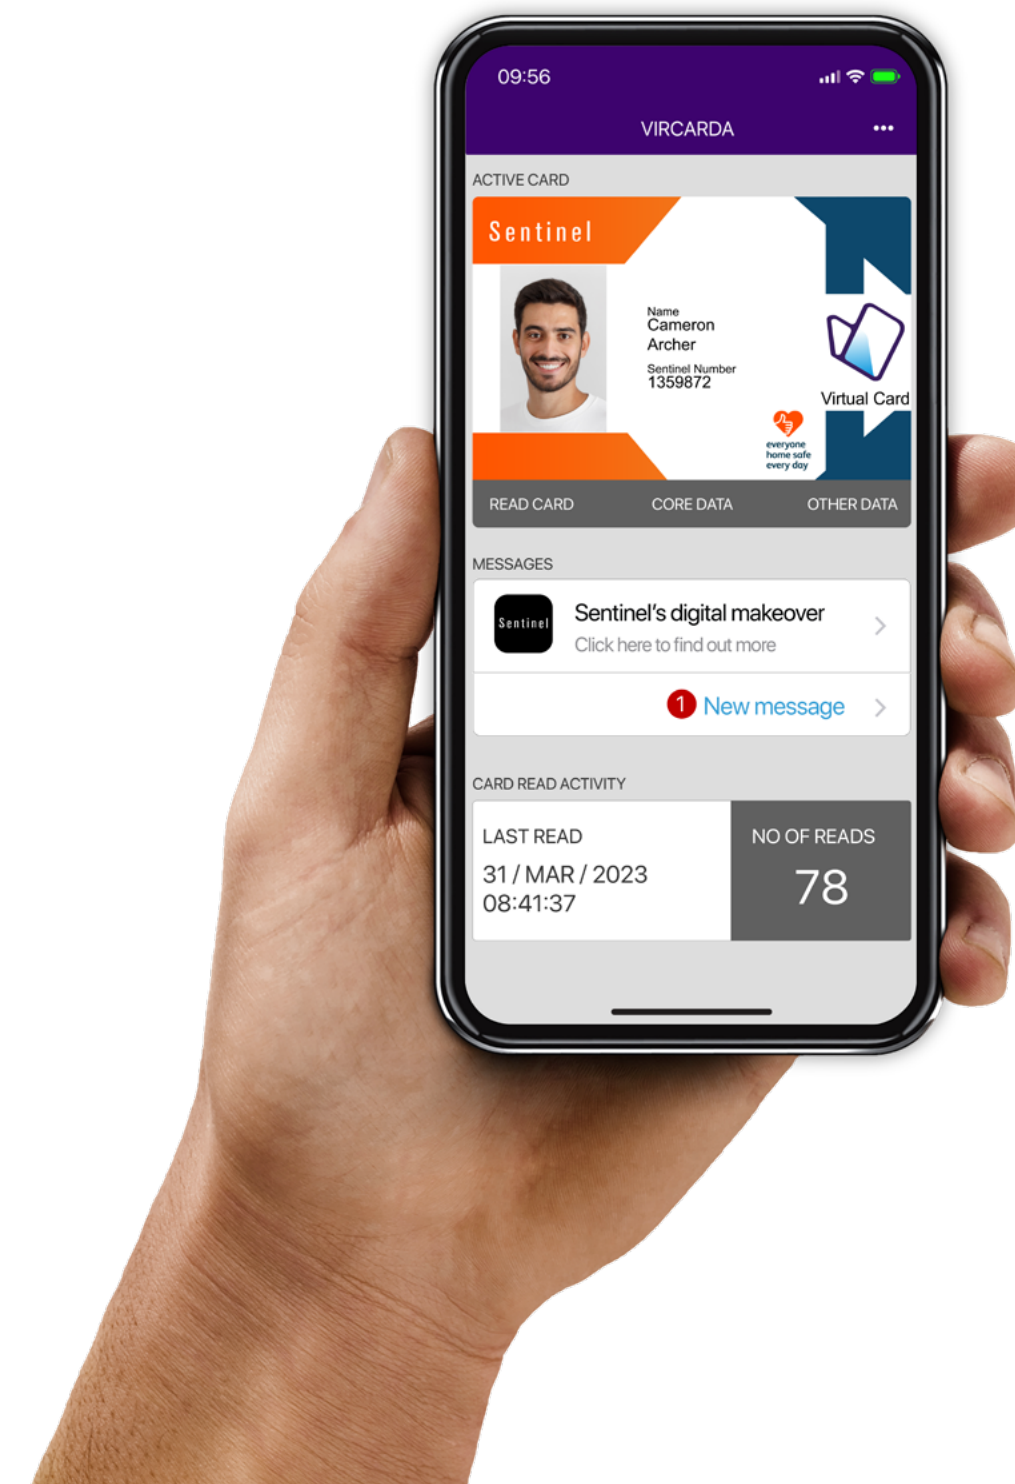 09:56
VIRCARDA
ACTIVE CARD
Sentinel
Name
Cameron
Archer
Sentinel Number
1359872
Virtual Card
everyone
home safe
every day
READ CARD CORE DATA OTHER DATA
MESSAGES
Sentinel
Sentinel's digital makeover
Click here to find out more
1 New message
CARD READ ACTIVITY
LAST READ
31 / MAR / 2023
08:41:37
NO OF READS
78